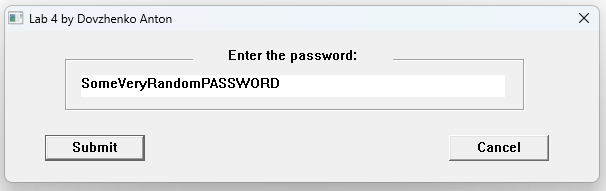 Lab 4 by Dovzhenko Anton
Enter the password:
SomeVeryRandomPASSWORD
Submit
Cancel